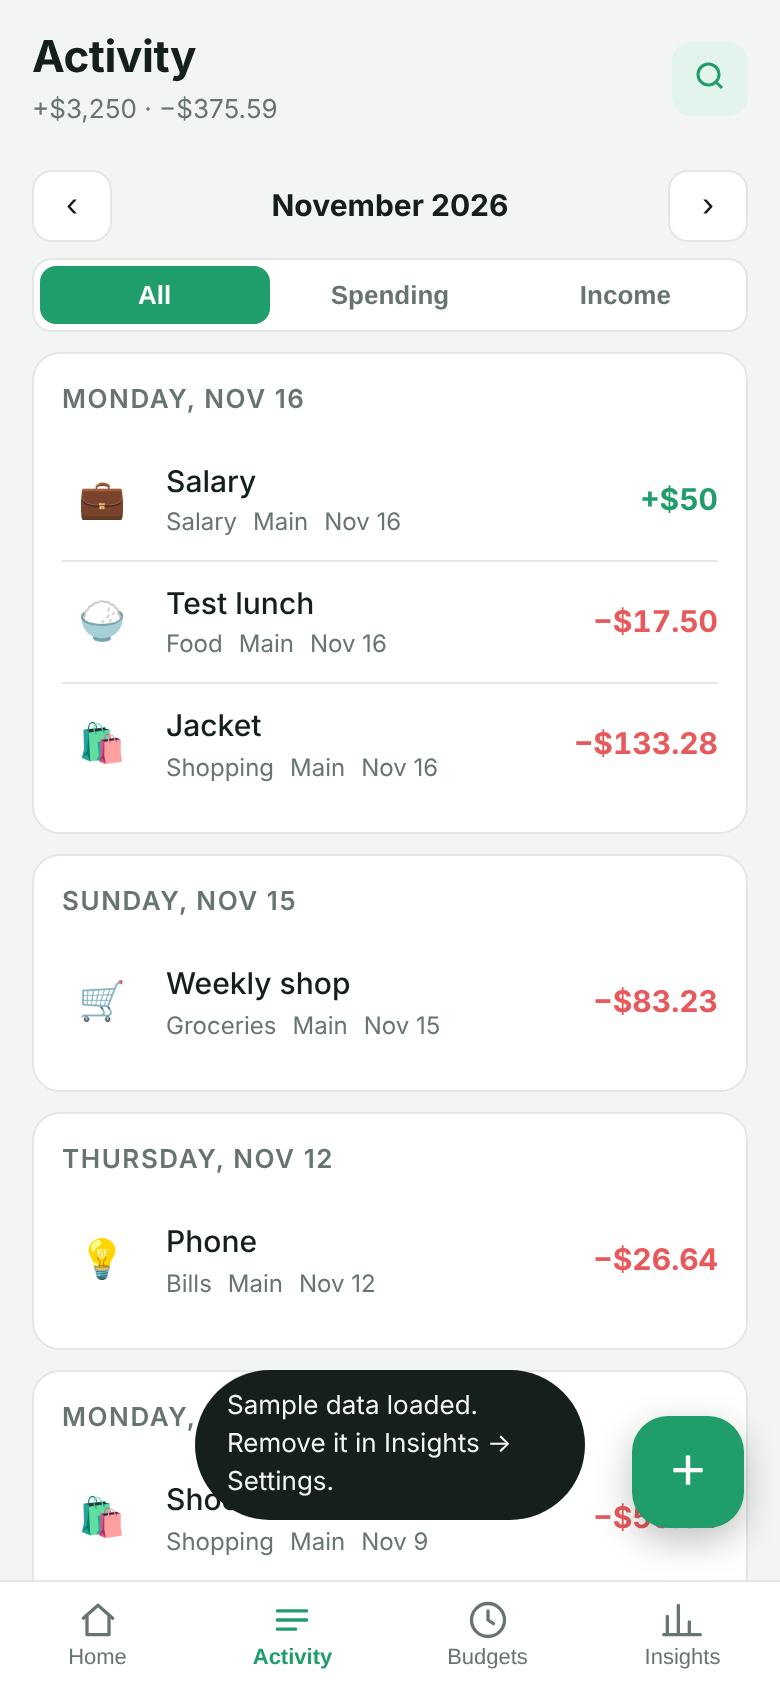 Activity
+$3,250 · −$375.59
‹ November 2026 ›
All Spending Income
MONDAY, NOV 16
Salary
+$50
Salary Main Nov 16
Test lunch
−$17.50
Food Main Nov 16
Jacket
−$133.28
Shopping Main Nov 16
SUNDAY, NOV 15
Weekly shop
−$83.23
Groceries Main Nov 15
THURSDAY, NOV 12
Phone
−$26.64
Bills Main Nov 12
MONDAY,
Sample data loaded.
Remove it in Insights →
Settings.
Shopping Main Nov 9
+
Home Activity Budgets Insights